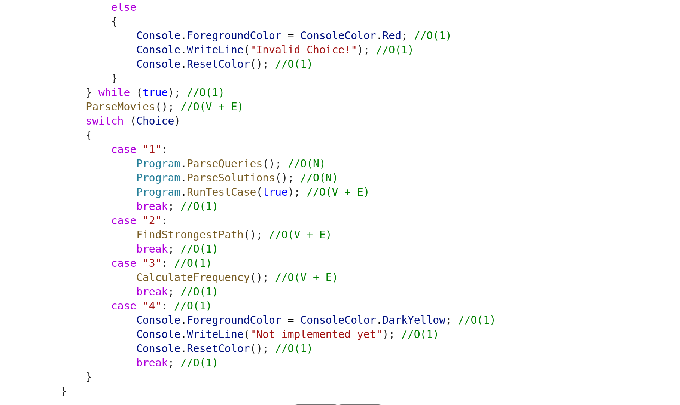 else
{
Console.ForegroundColor = ConsoleColor.Red; //O(1)
Console.WriteLine("Invalid Choice!"); //O(1)
Console.ResetColor(); //O(1)
}
} while (true); //O(1)
ParseMovies(); //O(V + E)
switch (Choice)
{
case "1":
Program.ParseQueries(); //O(N)
Program.ParseSolutions(); //O(N)
Program.RunTestCase(true); //O(V + E)
break; //O(1)
case "2":
FindStrongestPath(); //O(V + E)
break; //O(1)
case "3": //O(1)
CalculateFrequency(); //O(V + E)
break; //O(1)
case "4": //O(1)
Console.ForegroundColor = ConsoleColor.DarkYellow; //O(1)
Console.WriteLine("Not implemented yet"); //O(1)
Console.ResetColor(); //O(1)
break; //O(1)
}
}